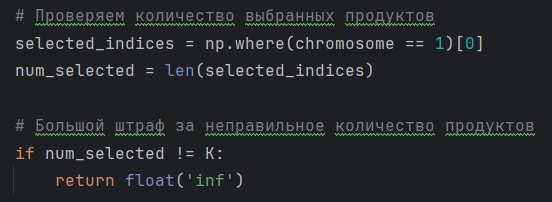 # Проверяем количество выбранных продуктов
selected_indices = np.where(chromosome == 1)[0]
num_selected = len(selected_indices)
# Большой штраф за неправильное количество продуктов
if num_selected != K:
return float('inf')